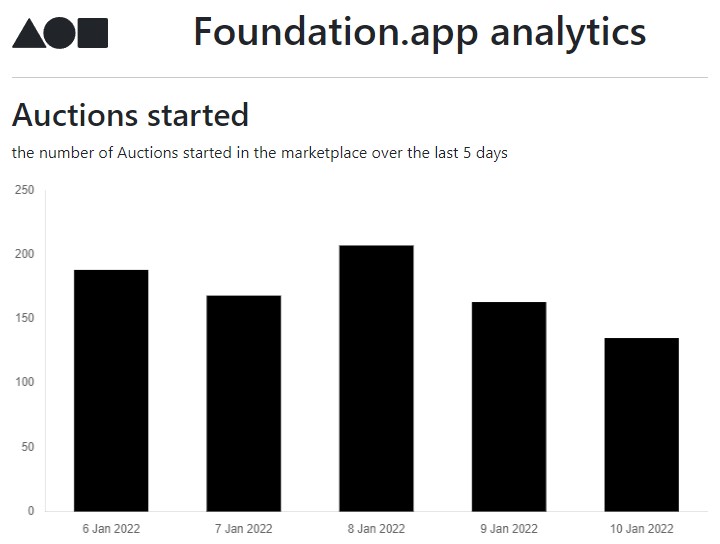 Foundation.app analytics
Auctions started
the number of Auctions started in the marketplace over the last 5 days
250
200
150
100
50
0
6 Jan 2022
7 Jan 2022
8 Jan 2022
9 Jan 2022
10 Jan 2022